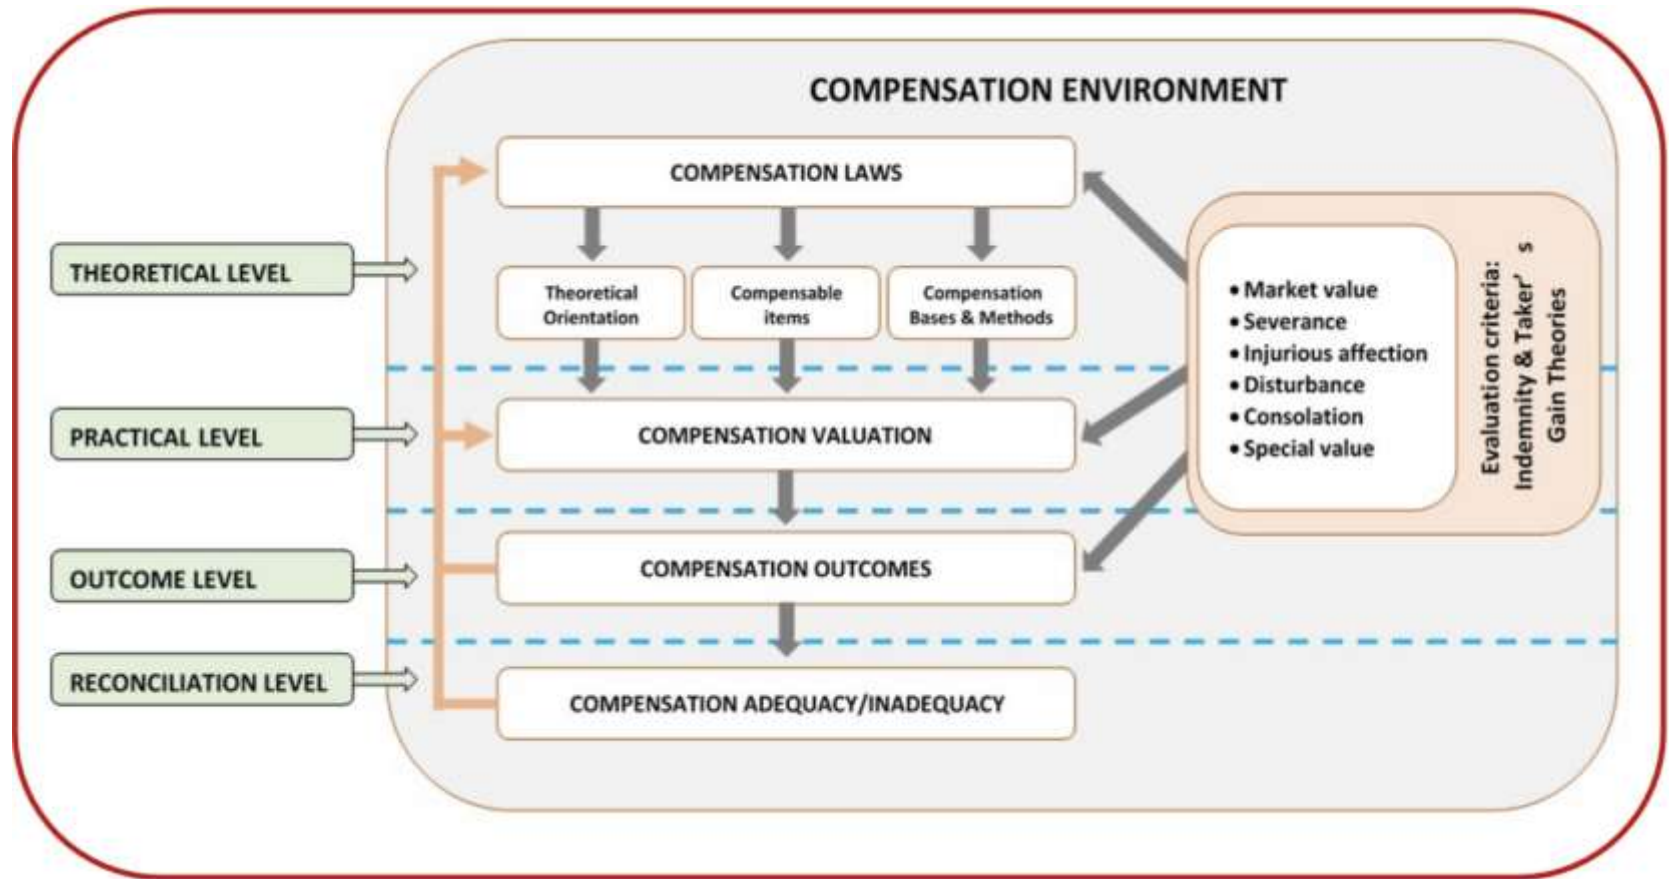 COMPENSATION ENVIRONMENT
COMPENSATION LAWS
THEORETICAL LEVEL
Theoretical
Orientation
Compensable
items
Compensation
Bases & Methods
PRACTICAL LEVEL
COMPENSATION VALUATION
OUTCOME LEVEL
COMPENSATION OUTCOMES
RECONCILIATION LEVEL
COMPENSATION ADEQUACY/INADEQUACY
• Market value
• Severance
• Injurious affection
• Disturbance
• Consolation
• Special value
Evaluation criteria:
Indemnity & Taker’ s
Gain Theories